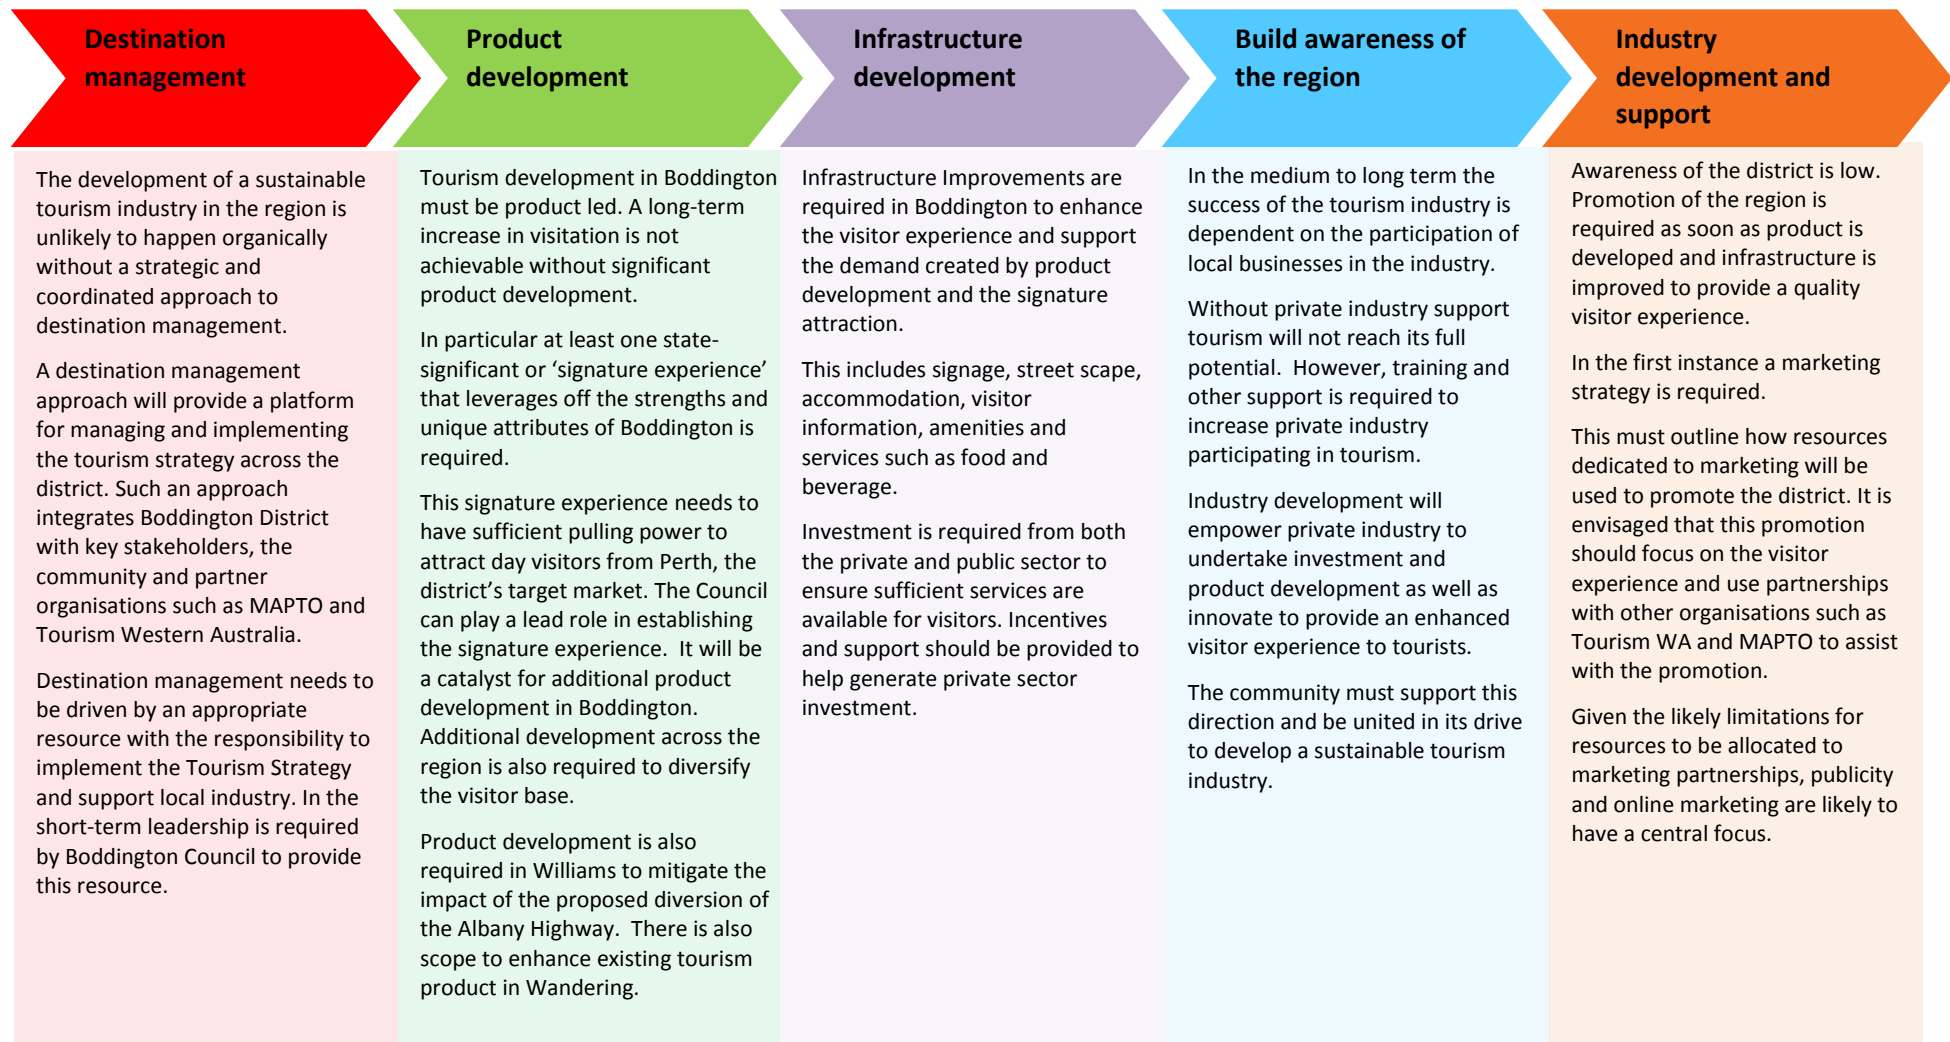 Destination
management
The development of a sustainable
tourism industry in the region is
unlikely to happen organically
without a strategic and
coordinated approach to
destination management.
A destination management
approach will provide a platform
for managing and implementing
the tourism strategy across the
district. Such an approach
integrates Boddington District
with key stakeholders, the
community and partner
organisations such as MAPTO and
Tourism Western Australia.
Destination management needs to
be driven by an appropriate
resource with the responsibility to
implement the Tourism Strategy
and support local industry. In the
short-term leadership is required
by Boddington Council to provide
this resource.
Product
development
Tourism development in Boddington
must be product led. A long-term
increase in visitation is not
achievable without significant
product development.
In particular at least one state-
significant or ‘signature experience’
that leverages off the strengths and
unique attributes of Boddington is
required.
This signature experience needs to
have sufficient pulling power to
attract day visitors from Perth, the
district’s target market. The Council
can play a lead role in establishing
the signature experience.  It will be
a catalyst for additional product
development in Boddington.
Additional development across the
region is also required to diversify
the visitor base.
Product development is also
required in Williams to mitigate the
impact of the proposed diversion of
the Albany Highway.  There is also
scope to enhance existing tourism
product in Wandering.
Infrastructure
development
Infrastructure Improvements are
required in Boddington to enhance
the visitor experience and support
the demand created by product
development and the signature
attraction.
This includes signage, street scape,
accommodation, visitor
information, amenities and
services such as food and
beverage.
Investment is required from both
the private and public sector to
ensure sufficient services are
available for visitors. Incentives
and support should be provided to
help generate private sector
investment.
Build awareness of
the region
In the medium to long term the
success of the tourism industry is
dependent on the participation of
local businesses in the industry.
Without private industry support
tourism will not reach its full
potential.  However, training and
other support is required to
increase private industry
participating in tourism.
Industry development will
empower private industry to
undertake investment and
product development as well as
innovate to provide an enhanced
visitor experience to tourists.
The community must support this
direction and be united in its drive
to develop a sustainable tourism
industry.
Industry
development and
support
Awareness of the district is low.
Promotion of the region is
required as soon as product is
developed and infrastructure is
improved to provide a quality
visitor experience.
In the first instance a marketing
strategy is required.
This must outline how resources
dedicated to marketing will be
used to promote the district. It is
envisaged that this promotion
should focus on the visitor
experience and use partnerships
with other organisations such as
Tourism WA and MAPTO to assist
with the promotion.
Given the likely limitations for
resources to be allocated to
marketing partnerships, publicity
and online marketing are likely to
have a central focus.